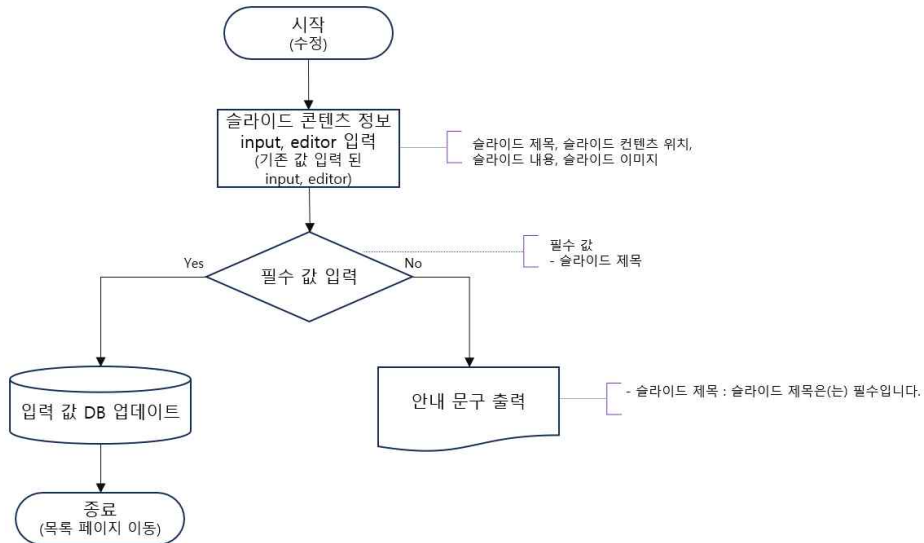 시작
(수정)
슬라이드 콘텐츠 정보
input, editor 입력
(기존 값 입력 된
input, editor)
슬라이드 제목, 슬라이드 컨텐츠 위치,
슬라이드 내용, 슬라이드 이미지
필수 값 입력
필수 값
- 슬라이드 제목
Yes
No
입력 값 DB 업데이트
안내 문구 출력
- 슬라이드 제목 : 슬라이드 제목은(는) 필수입니다.
종료
(목록 페이지 이동)